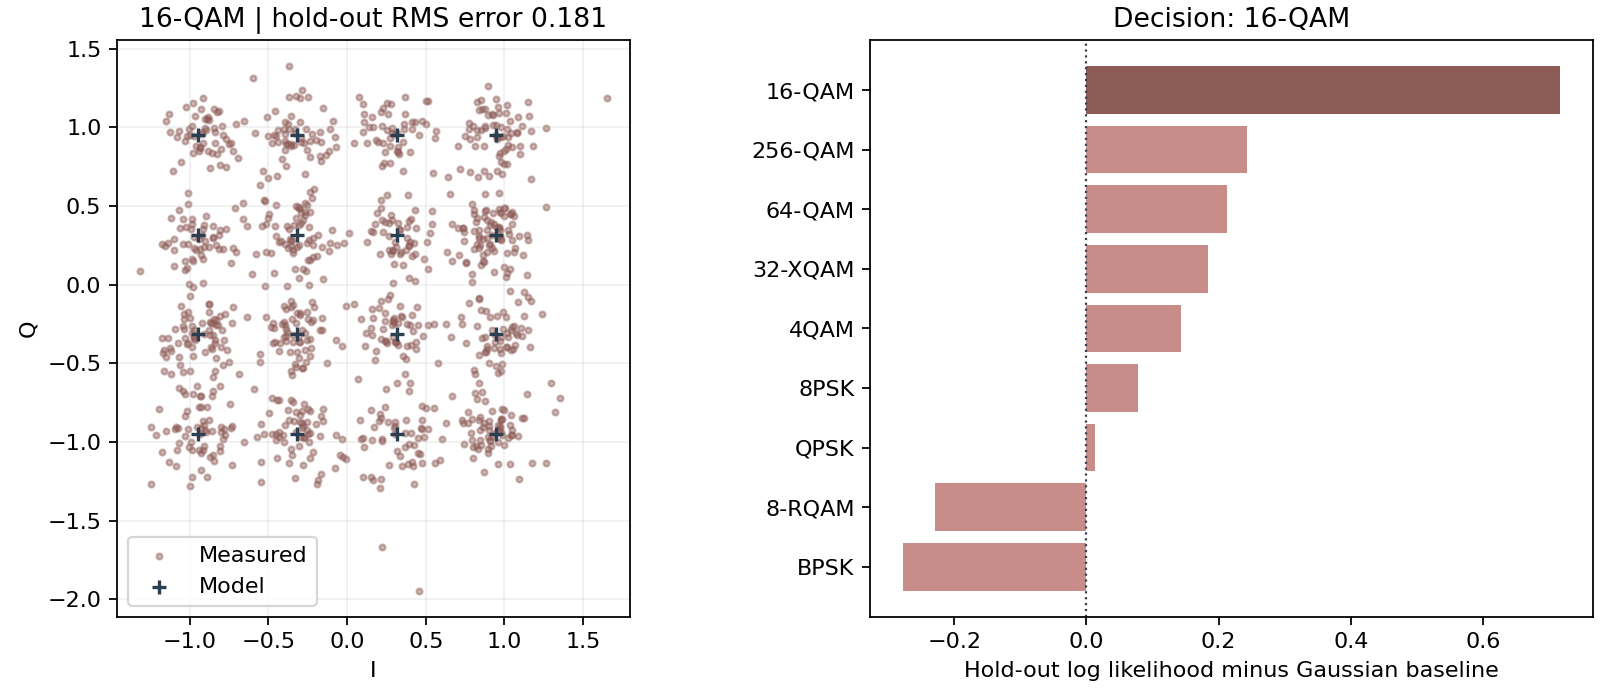 16-QAM | hold-out RMS error 0.181
1.5
1.0
0.5
0.0
−0.5
−1.0
−1.5
−2.0
Q
Measured
Model
−1.0 −0.5 0.0 0.5 1.0 1.5
I
Decision: 16-QAM
16-QAM
256-QAM
64-QAM
32-XQAM
4QAM
8PSK
QPSK
8-RQAM
BPSK
−0.2 0.0 0.2 0.4 0.6
Hold-out log likelihood minus Gaussian baseline